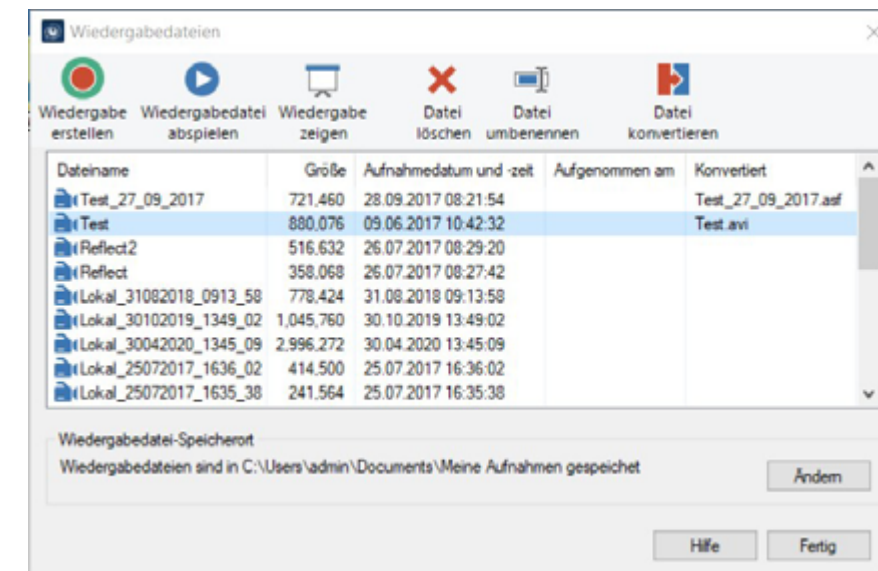 Wiedergabedateien
Wiedergabe Wiedergabedatei Wiedergabe Datei Datei Datei
erstellen abspielen zeigen löschen umbenennen konvertieren
Dateiname Größe Aufnahmedatum und -zeit Aufgenommen am Konvertiert
Test_27_09_2017 721,460 28.09.2017 08:21:54 Test_27_09_2017.asf
Test 880,076 09.06.2017 10:42:32 Test.avi
Reflect2 516,632 26.07.2017 08:29:20
Reflect 358,068 26.07.2017 08:27:42
Lokal_31082018_0913_58 778,424 31.08.2018 09:13:58
Lokal_30102019_1349_02 1,045,760 30.10.2019 13:49:02
Lokal_30042020_1345_09 2,996,272 30.04.2020 13:45:09
Lokal_25072017_1636_02 414,500 25.07.2017 16:36:02
Lokal_25072017_1635_38 241,564 25.07.2017 16:35:38
Wiedergabedatei-Speicherort
Wiedergabedateien sind in C:\Users\admin\Documents\Meine Aufnahmen gespeichet
Ändern
Hilfe Fertig